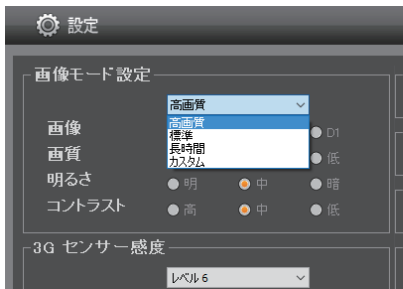 設定
画像モード設定
高画質
高画質
標準
長時間
カスタム
画像 D1
画質 低
明るさ 明 中 暗
コントラスト 高 中 低
3G センサー感度
レベル 6